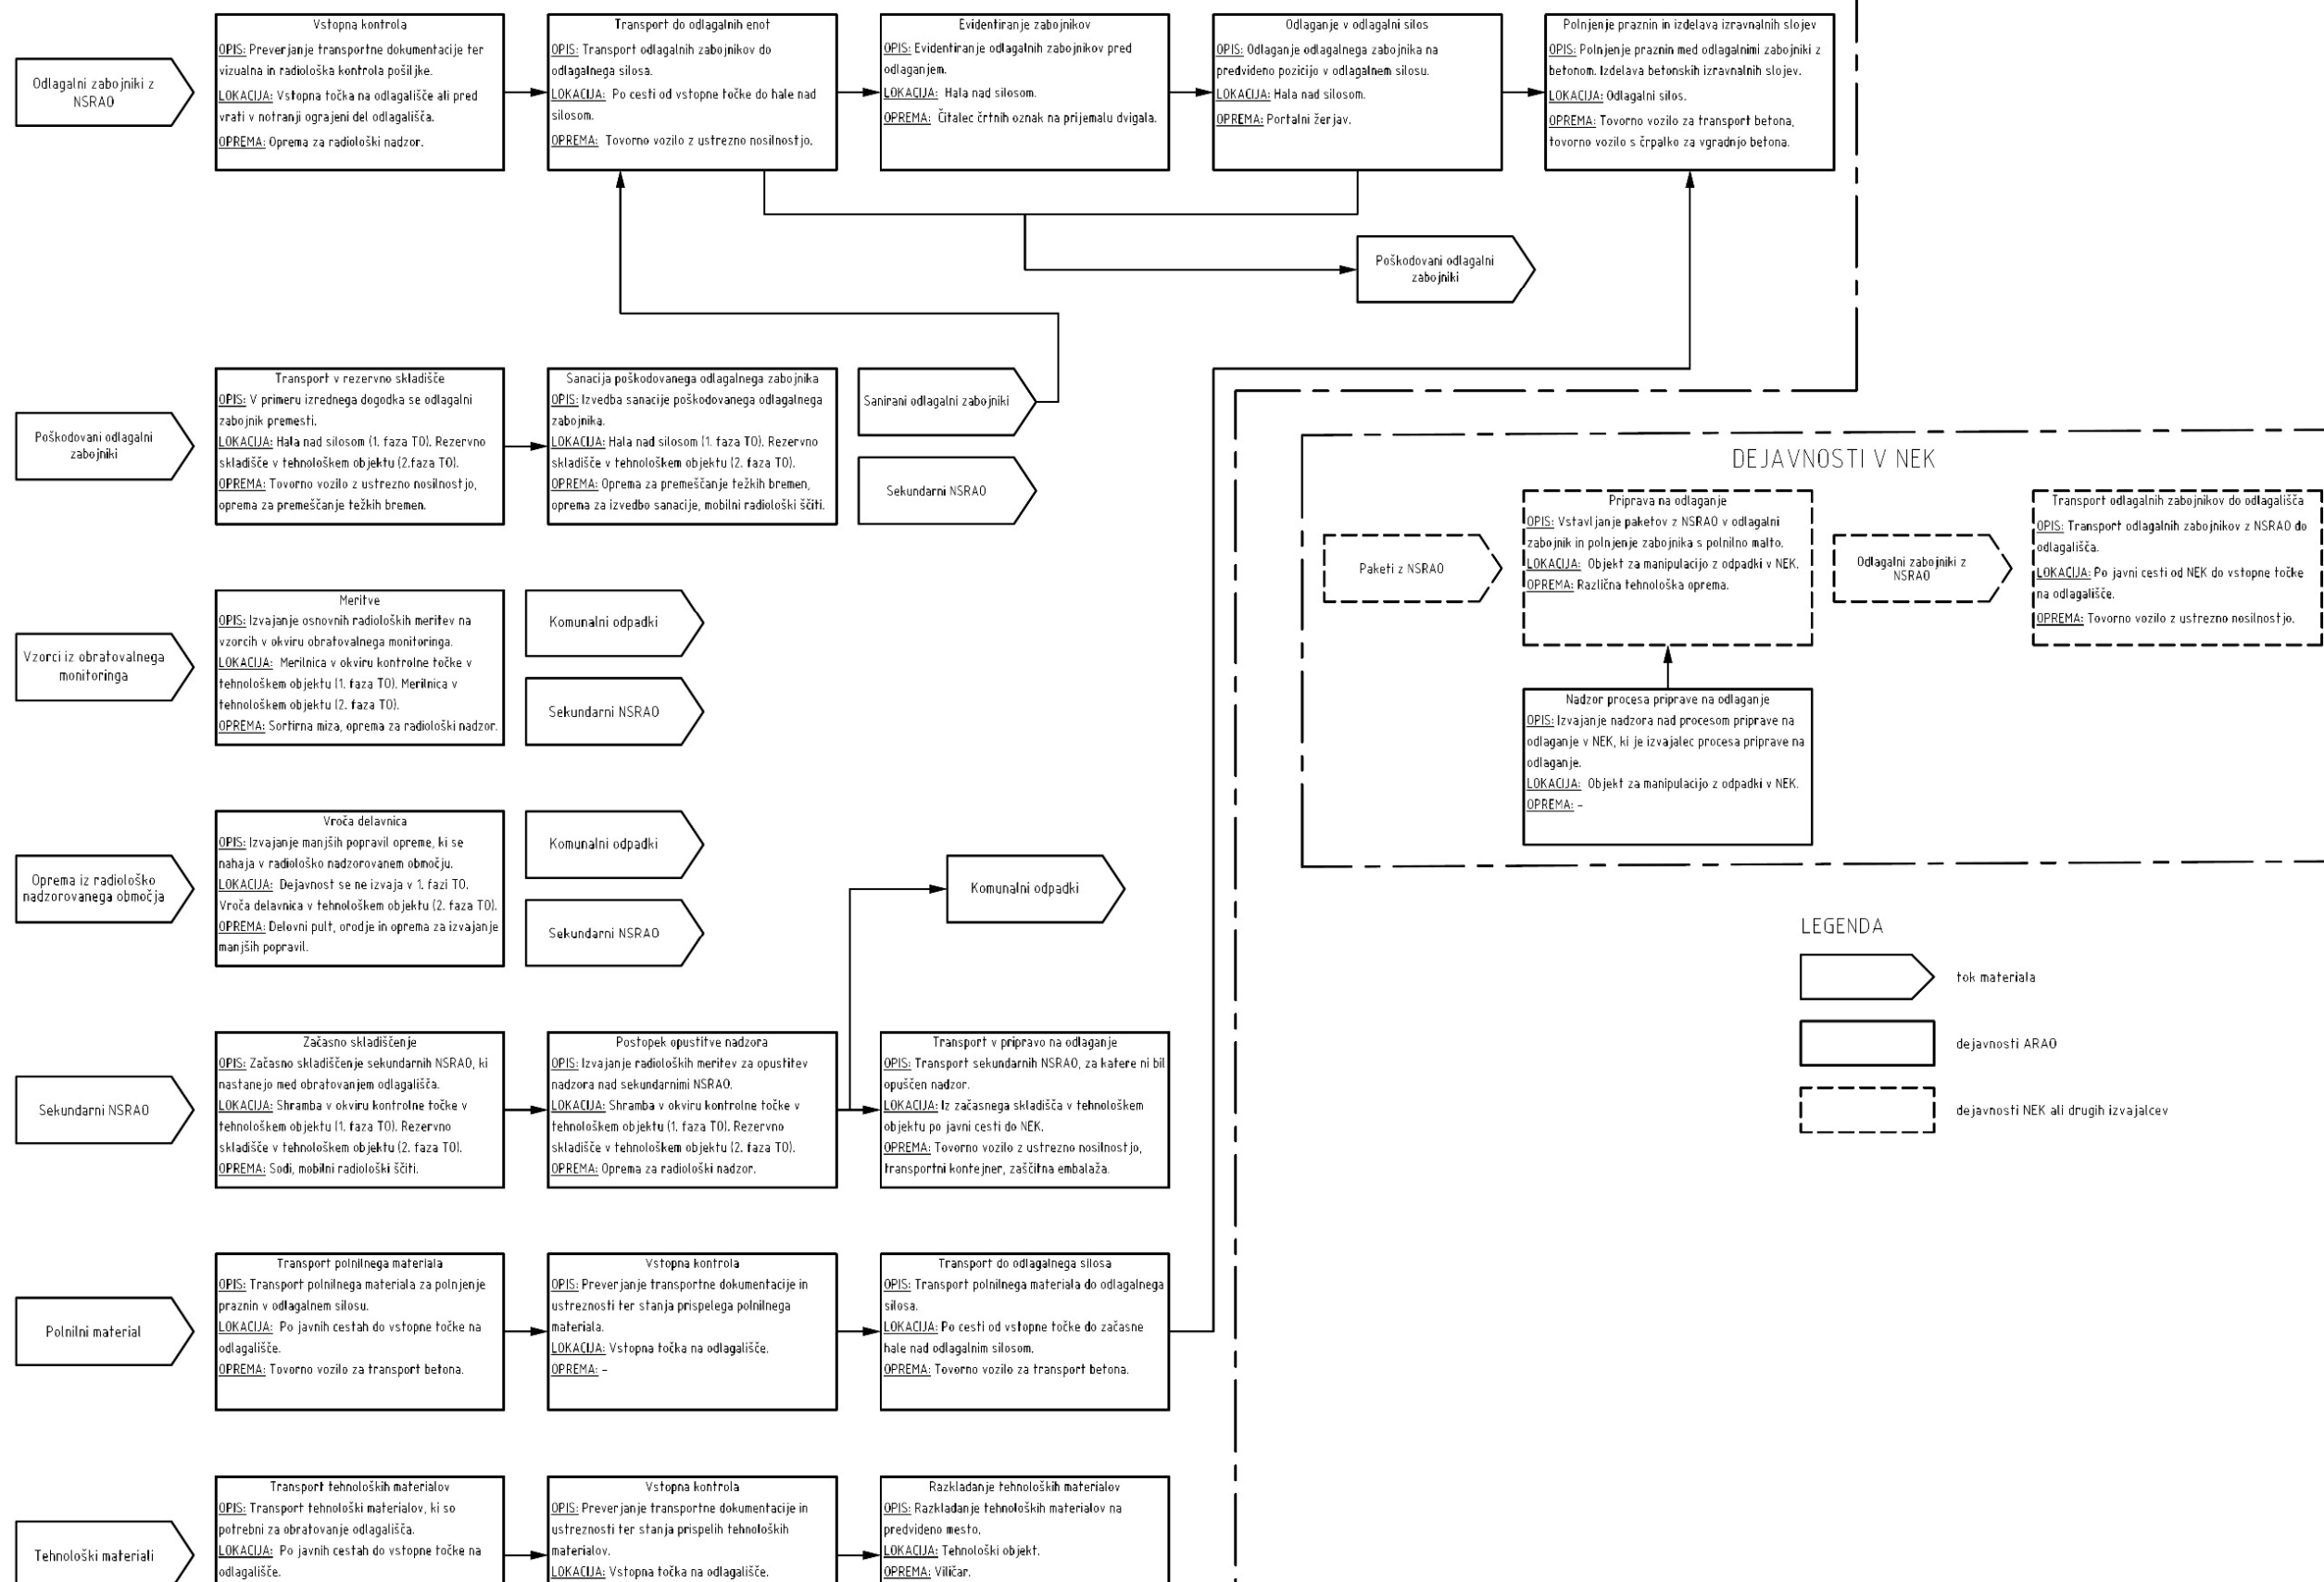 Odlagalni zabojniki z
NSRAO
Vstopna kontrola
OPIS: Preverjanje transportne dokumentacije ter
vizualna in radiološka kontrola pošiljke.
LOKACIJA: Vstopna točka na odlagališče ali pred
vrati v notranji ograjeni del odlagališča.
OPREMA: Oprema za radiološki nadzor.
Transport do odlagalnih enot
OPIS: Transport odlagalnih zabojnikov do
odlagalnega silosa.
LOKACIJA: Po cesti od vstopne točke do hale nad
silosom.
OPREMA: Tovorno vozilo z ustrezno nosilnostjo.
Evidentiranje zabojnikov
OPIS: Evidentiranje odlagalnih zabojnikov pred
odlaganjem.
LOKACIJA: Hala nad silosom.
OPREMA: Čitalec črtnih oznak na prijemalu dvigala.
Odlaganje v odlagalni silos
OPIS: Odlaganje odlagalnega zabojnika na
predvideno pozicijo v odlagalnem silosu.
LOKACIJA: Hala nad silosom.
OPREMA: Portalni žerjav.
Polnjenje praznin in izdelava izravnalnih slojev
OPIS: Polnjenje praznin med odlagalnimi zabojniki z
betonom. Izdelava betonskih izravnalnih slojev.
LOKACIJA: Odlagalni silos.
OPREMA: Tovorno vozilo za transport betona,
tovorno vozilo s črpalko za vgradnjo betona.
Poškodovani odlagalni
zabojniki
Poškodovani odlagalni
zabojniki
Transport v rezervno skladišče
OPIS: V primeru izrednega dogodka se odlagalni
zabojnik premesti.
LOKACIJA: Hala nad silosom (1. faza TO). Rezervno
skladišče v tehnološkem objektu (2.faza TO).
OPREMA: Tovorno vozilo z ustrezno nosilnostjo,
oprema za premeščanje težkih bremen.
Sanacija poškodovanega odlagalnega zabojnika
OPIS: Izvedba sanacije poškodovanega odlagalnega
zabojnika.
LOKACIJA: Hala nad silosom (1. faza TO). Rezervno
skladišče v tehnološkem objektu (2. faza TO).
OPREMA: Oprema za premeščanje težkih bremen,
oprema za izvedbo sanacije, mobilni radiološki ščiti.
Sanirani odlagalni zabojniki
Sekundarni NSRAO
DEJAVNOSTI V NEK
Paketi z NSRAO
Priprava na odlaganje
OPIS: Vstavljanje paketov z NSRAO v odlagalni
zabojnik in polnjenje zabojnika s polnilno malto.
LOKACIJA: Objekt za manipulacijo z odpadki v NEK.
OPREMA: Različna tehnološka oprema.
Odlagalni zabojniki z
NSRAO
Transport odlagalnih zabojnikov do odlagališča
OPIS: Transport odlagalnih zabojnikov z NSRAO do
odlagališča.
LOKACIJA: Po javni cesti od NEK do vstopne točke
na odlagališče.
OPREMA: Tovorno vozilo z ustrezno nosilnostjo.
Nadzor procesa priprave na odlaganje
OPIS: Izvajanje nadzora nad procesom priprave na
odlaganje v NEK, ki je izvajalec procesa priprave na
odlaganje.
LOKACIJA: Objekt za manipulacijo z odpadki v NEK.
OPREMA: -
Vzorci iz obratovalnega
monitoringa
Meritve
OPIS: Izvajanje osnovnih radioloških meritev na
vzorcih v okviru obratovalnega monitoringa.
LOKACIJA: Merilnica v okviru kontrolne točke v
tehnološkem objektu (1. faza TO). Merilnica v
tehnološkem objektu (2. faza TO).
OPREMA: Sortirna miza, oprema za radiološki nadzor.
Komunalni odpadki
Sekundarni NSRAO
Oprema iz radiološko
nadzorovanega območja
Vroča delavnica
OPIS: Izvajanje manjših popravil opreme, ki se
nahaja v radiološko nadzorovanem območju.
LOKACIJA: Dejavnost se ne izvaja v 1. fazi TO.
Vroča delavnica v tehnološkem objektu (2. faza TO).
OPREMA: Delovni pult, orodje in oprema za izvajanje
manjših popravil.
Komunalni odpadki
Sekundarni NSRAO
Komunalni odpadki
LEGENDA
tok materiala
dejavnosti ARAO
dejavnosti NEK ali drugih izvajalcev
Sekundarni NSRAO
Začasno skladiščenje
OPIS: Začasno skladiščenje sekundarnih NSRAO, ki
nastanejo med obratovanjem odlagališča.
LOKACIJA: Shramba v okviru kontrolne točke v
tehnološkem objektu (1. faza TO). Rezervno
skladišče v tehnološkem objektu (2. faza TO).
OPREMA: Sodi, mobilni radiološki ščiti.
Postopek opustitve nadzora
OPIS: Izvajanje radioloških meritev za opustitev
nadzora nad sekundarnimi NSRAO.
LOKACIJA: Shramba v okviru kontrolne točke v
tehnološkem objektu (1. faza TO). Rezervno
skladišče v tehnološkem objektu (2. faza TO).
OPREMA: Oprema za radiološki nadzor.
Transport v pripravo na odlaganje
OPIS: Transport sekundarnih NSRAO, za katere ni bil
opuščen nadzor.
LOKACIJA: Iz začasnega skladišča v tehnološkem
objektu po javni cesti do NEK.
OPREMA: Tovorno vozilo z ustrezno nosilnostjo,
transportni kontejner, zaščitna embalaža.
Polnilni material
Transport polnilnega materiala
OPIS: Transport polnilnega materiala za polnjenje
praznin v odlagalnem silosu.
LOKACIJA: Po javnih cestah do vstopne točke na
odlagališče.
OPREMA: Tovorno vozilo za transport betona.
Vstopna kontrola
OPIS: Preverjanje transportne dokumentacije in
ustreznosti ter stanja prispelega polnilnega
materiala.
LOKACIJA: Vstopna točka na odlagališče.
OPREMA: -
Transport do odlagalnega silosa
OPIS: Transport polnilnega materiala do odlagalnega
silosa.
LOKACIJA: Po cesti od vstopne točke do začasne
hale nad odlagalnim silosom.
OPREMA: Tovorno vozilo za transport betona.
Tehnološki materiali
Transport tehnoloških materialov
OPIS: Transport tehnološki materialov, ki so
potrebni za obratovanje odlagališča.
LOKACIJA: Po javnih cestah do vstopne točke na
odlagališče.
Vstopna kontrola
OPIS: Preverjanje transportne dokumentacije in
ustreznosti ter stanja prispelih tehnoloških
materialov.
LOKACIJA: Vstopna točka na odlagališče.
Razkladanje tehnoloških materialov
OPIS: Razkladanje tehnoloških materialov na
predvideno mesto.
LOKACIJA: Tehnološki objekt.
OPREMA: Viličar.